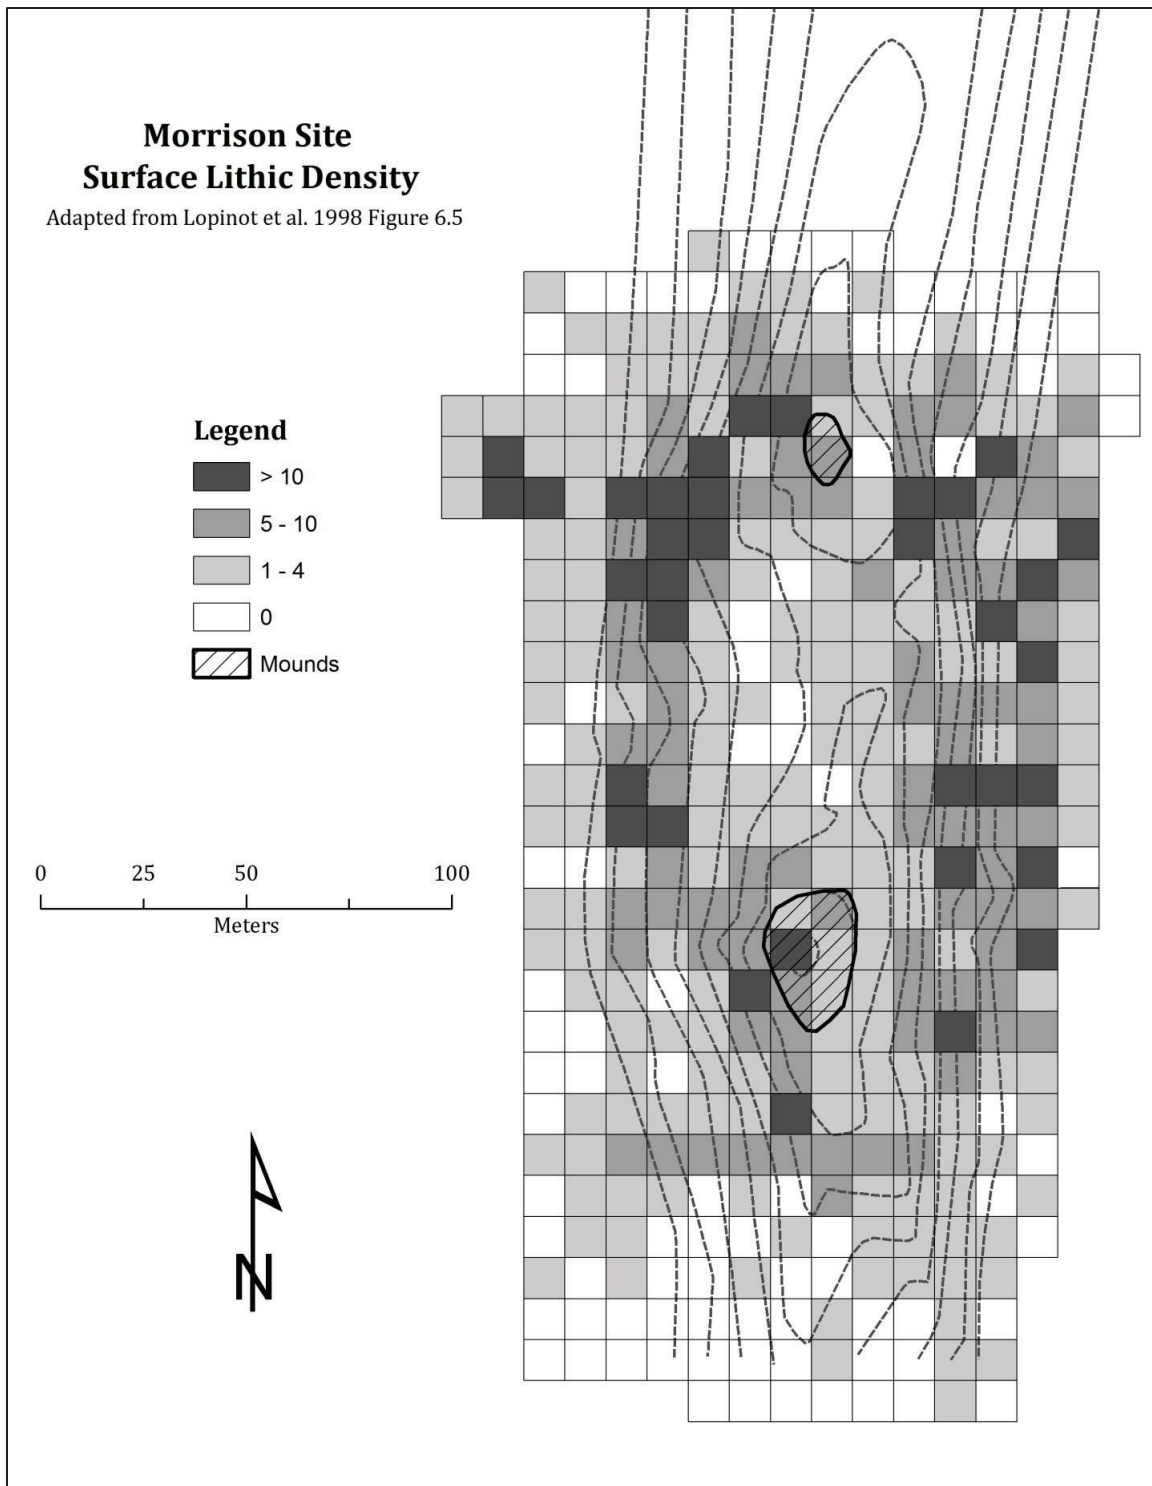 Morrison Site
Surface Lithic Density
Adapted from Lopinot et al. 1998 Figure 6.5
Legend
> 10
5 - 10
1 - 4
0
Mounds
0 25 50 100
Meters
N